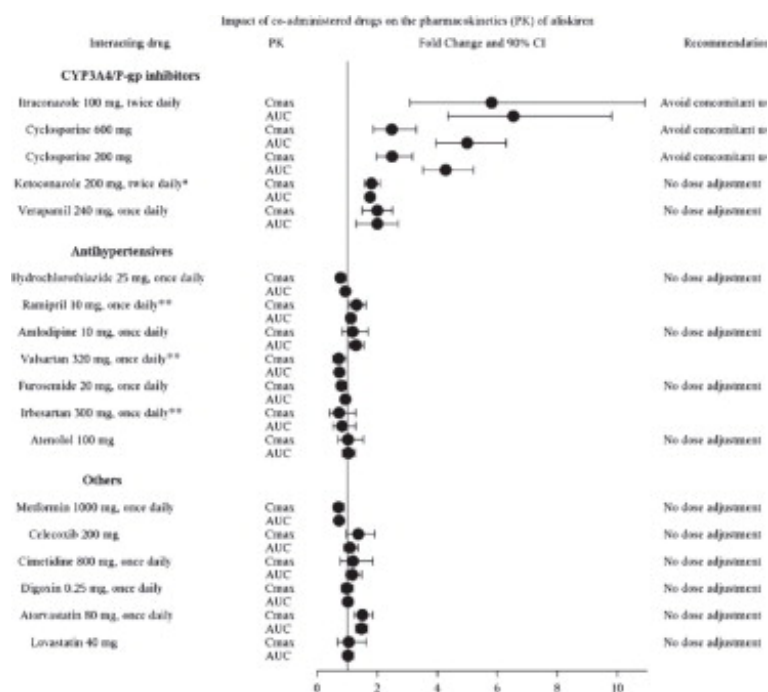 Impact of co-administered drugs on the pharmacokinetics (PK) of aliskiren
Interacting drug PK Fold Change and 90% CI Recommendation
CYP3A4/P-gp inhibitors
Itraconazole 100 mg, twice daily Cmax Avoid concomitant u
AUC
Cyclosporine 600 mg Cmax Avoid concomitant u
AUC
Cyclosporine 200 mg Cmax Avoid concomitant u
AUC
Ketoconazole 200 mg, twice daily* Cmax No dose adjustment
AUC
Verapamil 240 mg, once daily Cmax No dose adjustment
AUC
Antihypertensives
Hydrochlorothiazide 25 mg, once daily Cmax No dose adjustment
AUC
Ramipril 10 mg, once daily** Cmax
AUC
Amlodipine 10 mg, once daily Cmax No dose adjustment
AUC
Valsartan 320 mg, once daily** Cmax
AUC
Furosemide 20 mg, once daily Cmax No dose adjustment
AUC
Irbesartan 300 mg, once daily** Cmax
AUC
Atenolol 100 mg Cmax No dose adjustment
AUC
Others
Metformin 1000 mg, once daily Cmax No dose adjustment
AUC
Celecoxib 200 mg Cmax No dose adjustment
AUC
Cimetidine 800 mg, once daily Cmax No dose adjustment
AUC
Digoxin 0.25 mg, once daily Cmax No dose adjustment
AUC
Atorvastatin 80 mg, once daily Cmax No dose adjustment
AUC
Lovastatin 40 mg Cmax No dose adjustment
AUC
0 2 4 6 8 10